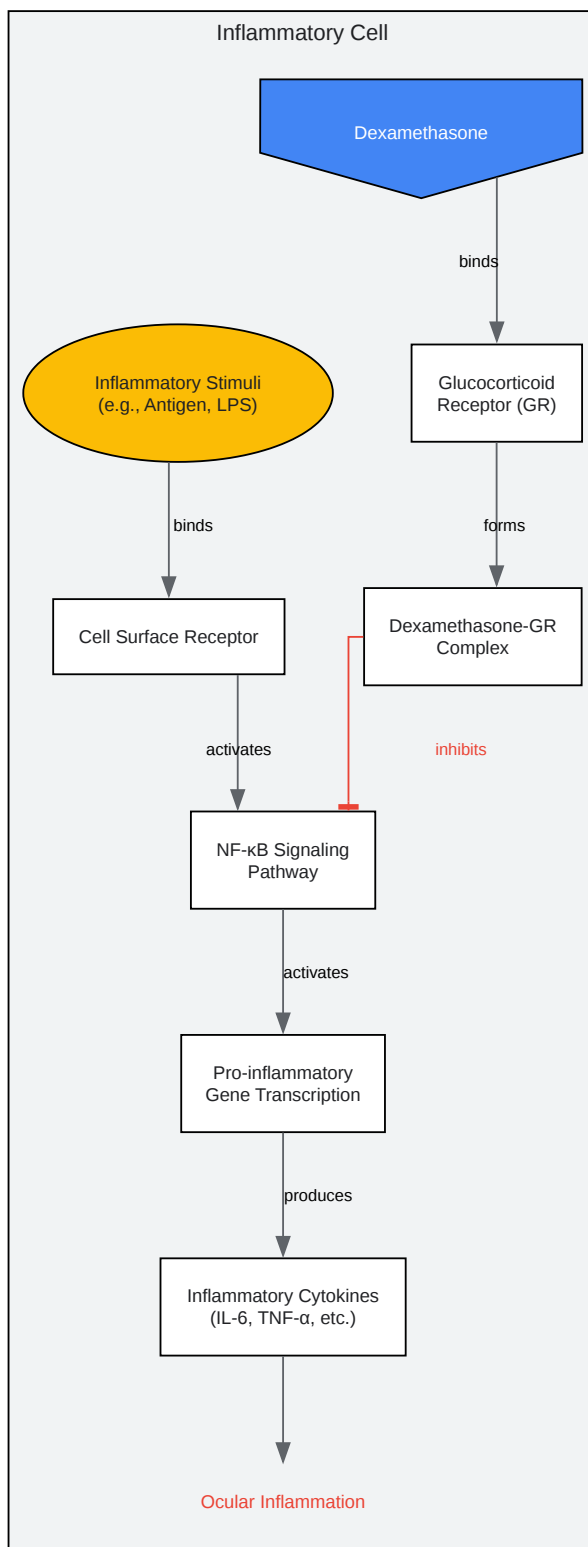 Inflammatory Cell
Dexamethasone
binds
Inflammatory Stimuli
(e.g., Antigen, LPS)
Glucocorticoid
Receptor (GR)
binds
forms
Cell Surface Receptor
Dexamethasone-GR
Complex
activates
inhibits
NF-κB Signaling
Pathway
activates
Pro-inflammatory
Gene Transcription
produces
Inflammatory Cytokines
(IL-6, TNF-α, etc.)
Ocular Inflammation